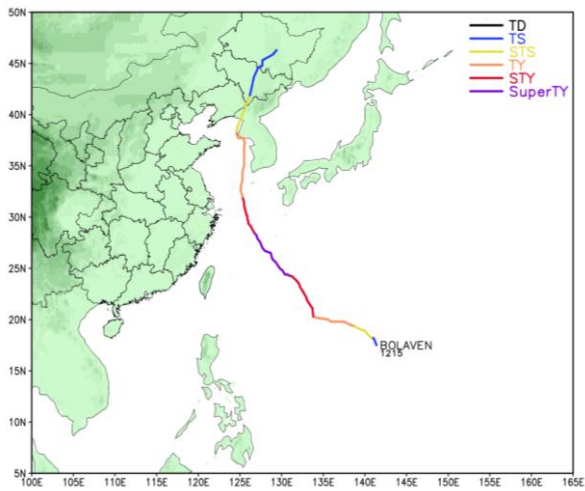 50N
45N
40N
35N
30N
25N
20N
15N
10N
5N
TD
TS
STS
TY
STY
SuperTY
BOLAVEN
1215
100E 105E 110E 115E 120E 125E 130E 135E 140E 145E 150E 155E 160E 165E